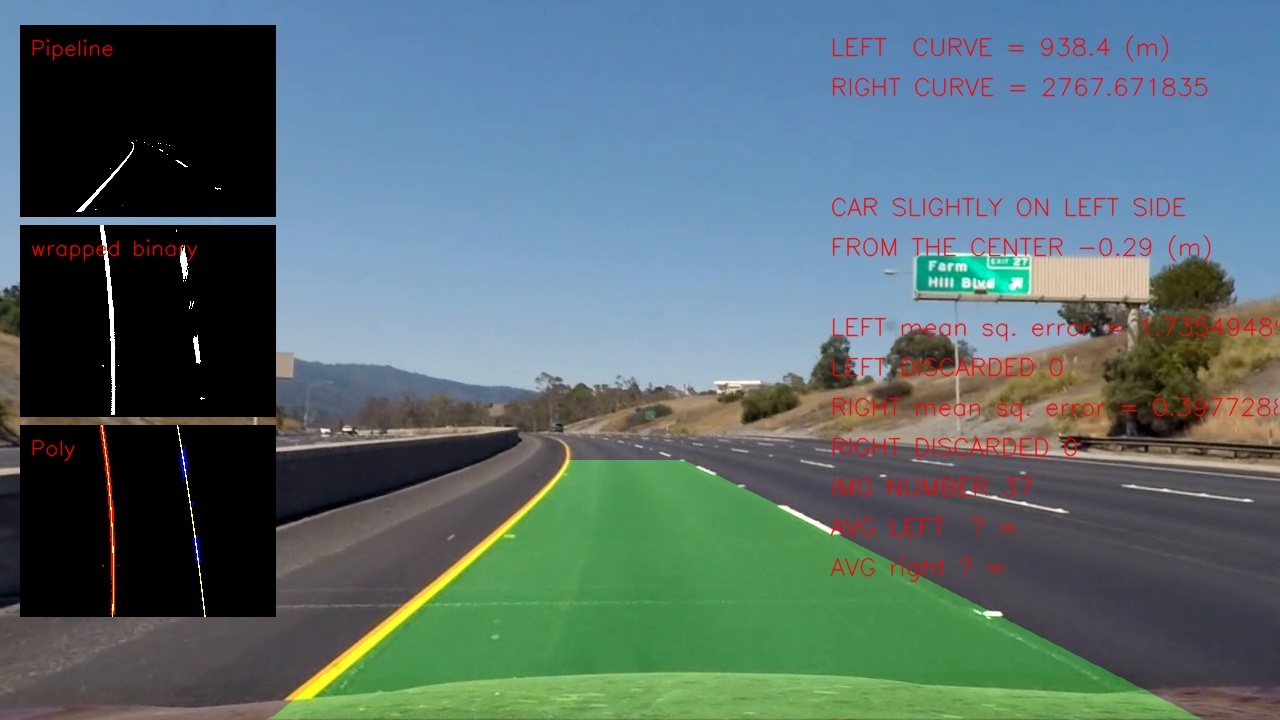 Pipeline
wrapped binary
Poly
LEFT CURVE = 938.4 (m)
RIGHT CURVE = 2767.671835
CAR SLIGHTLY ON LEFT SIDE
FROM THE CENTER -0.29 (m)
EXIT 27
Farm
Hill Blvd
LEFT mean sq. error = 1.7354948
LEFT DISCARDED 0
RIGHT mean sq. error = 0.397728
RIGHT DISCARDED 0
IMG NUMBER 37
AVG LEFT ? =
AVG right ? =